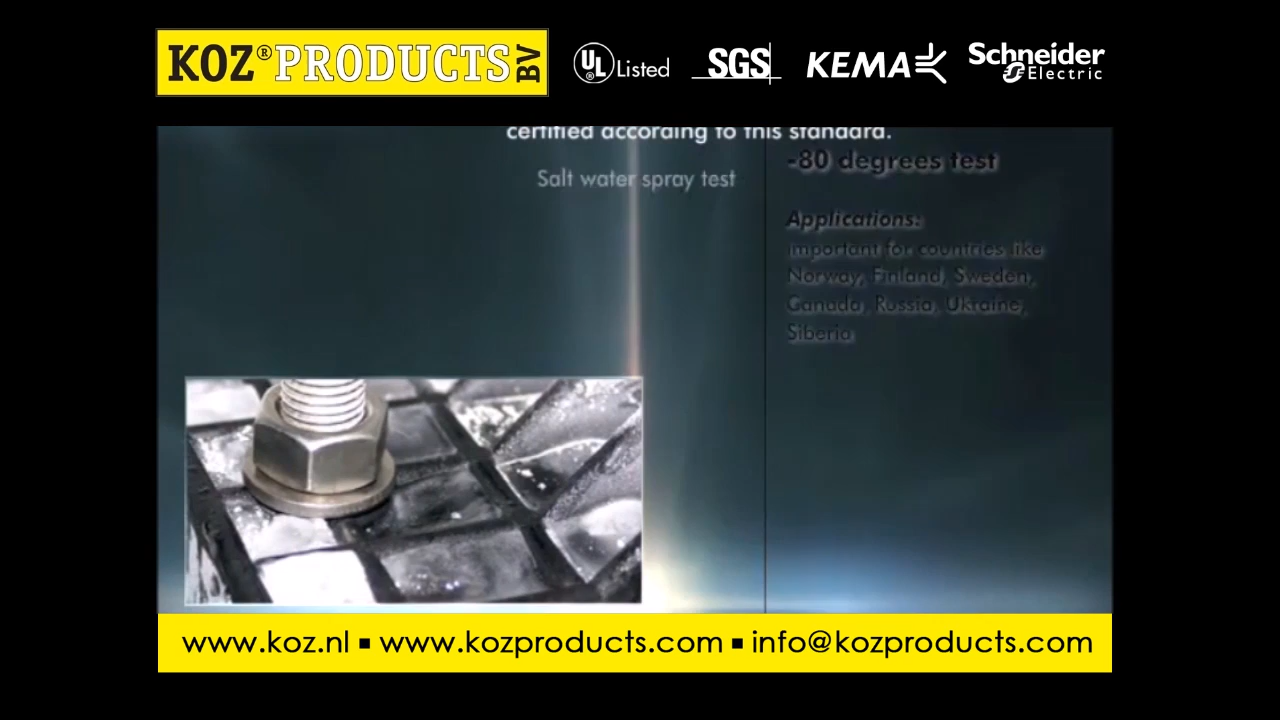 KOZ® PRODUCTS BV
UL® Listed
SGS
KEMA
Schneider
Electric
certified according to this standard.
Salt water spray test
-80 degrees test
Applications:
important for countries like
Norway, Finland, Sweden,
Canada, Russia, Ukraine,
Siberia
www.koz.nl ▪ www.kozproducts.com ▪ info@kozproducts.com